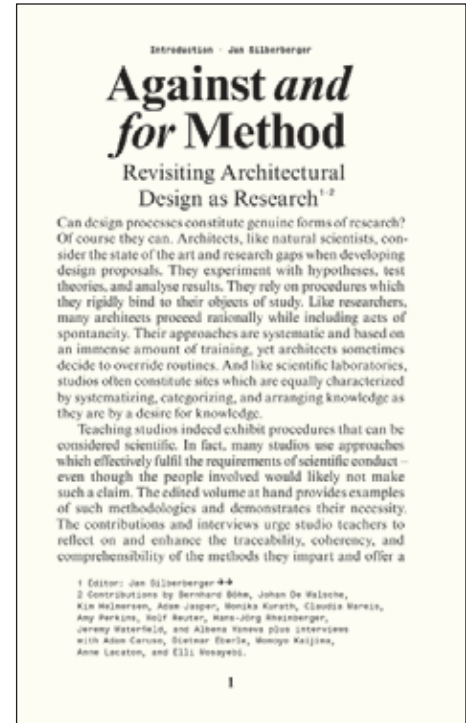 Introduction · Jan Silberberger
Against and
for Method
Revisiting Architectural
Design as Research¹⁻²
Can design processes constitute genuine forms of research?
Of course they can. Architects, like natural scientists, con-
sider the state of the art and research gaps when developing
design proposals. They experiment with hypotheses, test
theories, and analyse results. They rely on procedures which
they rigidly bind to their objects of study. Like researchers,
many architects proceed rationally while including acts of
spontaneity. Their approaches are systematic and based on
an immense amount of training, yet architects sometimes
decide to override routines. And like scientific laboratories,
studios often constitute sites which are equally characterized
by systematizing, categorizing, and arranging knowledge as
they are by a desire for knowledge.
Teaching studios indeed exhibit procedures that can be
considered scientific. In fact, many studios use approaches
which effectively fulfil the requirements of scientific conduct –
even though the people involved would likely not make
such a claim. The edited volume at hand provides examples
of such methodologies and demonstrates their necessity.
The contributions and interviews urge studio teachers to
reflect on and enhance the traceability, coherency, and
comprehensibility of the methods they impart and offer a
1 Editor: Jan Silberberger
2 Contributions by Bernhard Böhm, Johan De Walsche,
Kim Helmersen, Adam Jasper, Monika Kurath, Claudia Mareis,
Amy Perkins, Wolf Reuter, Hans-Jörg Rheinberger,
Jeremy Waterfield, and Albena Yaneva plus interviews
with Adam Caruso, Dietmar Eberle, Momoyo Kaijima,
Anne Lacaton, and Elli Mosayebi.
1